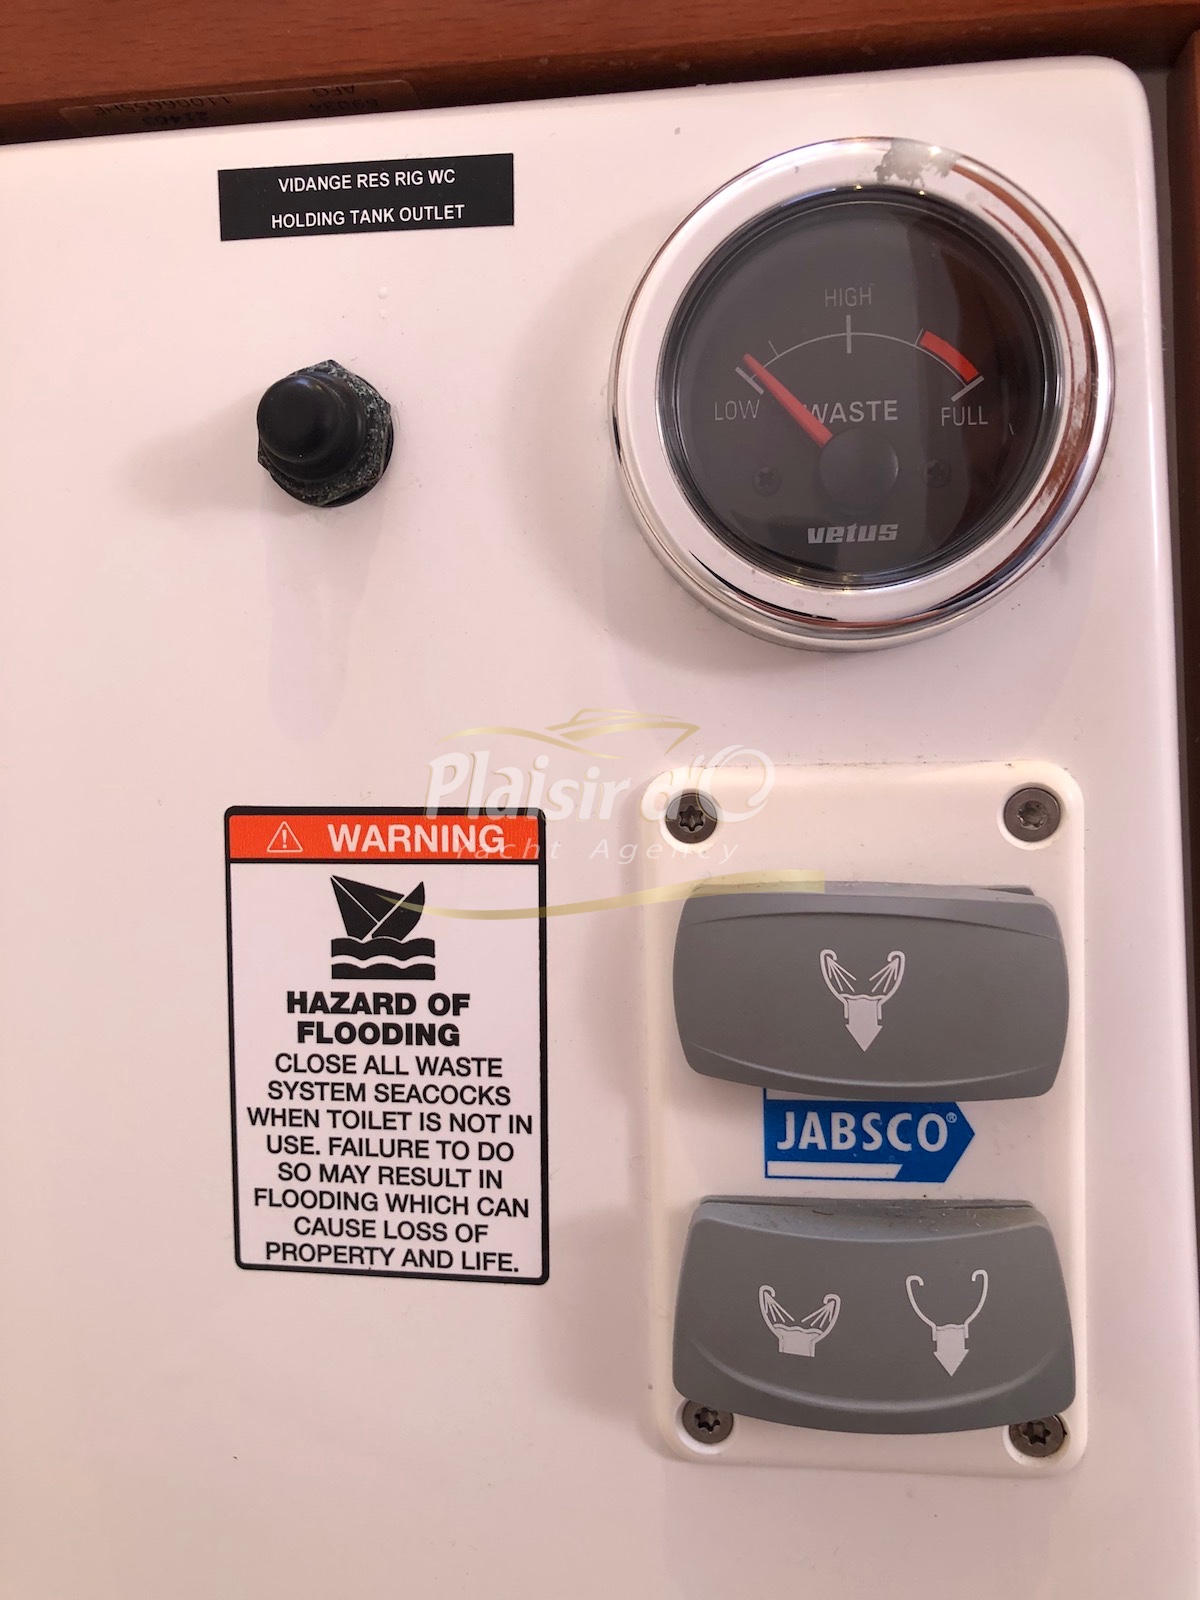 VIDANGE RES RIG WC
HOLDING TANK OUTLET
HIGH
LOW
WASTE
FULL
vetus
Plaisir d'O
Yacht Agency
WARNING
HAZARD OF
FLOODING
CLOSE ALL WASTE
SYSTEM SEACOCKS
WHEN TOILET IS NOT IN
USE. FAILURE TO DO
SO MAY RESULT IN
FLOODING WHICH CAN
CAUSE LOSS OF
PROPERTY AND LIFE.
JABSCO®